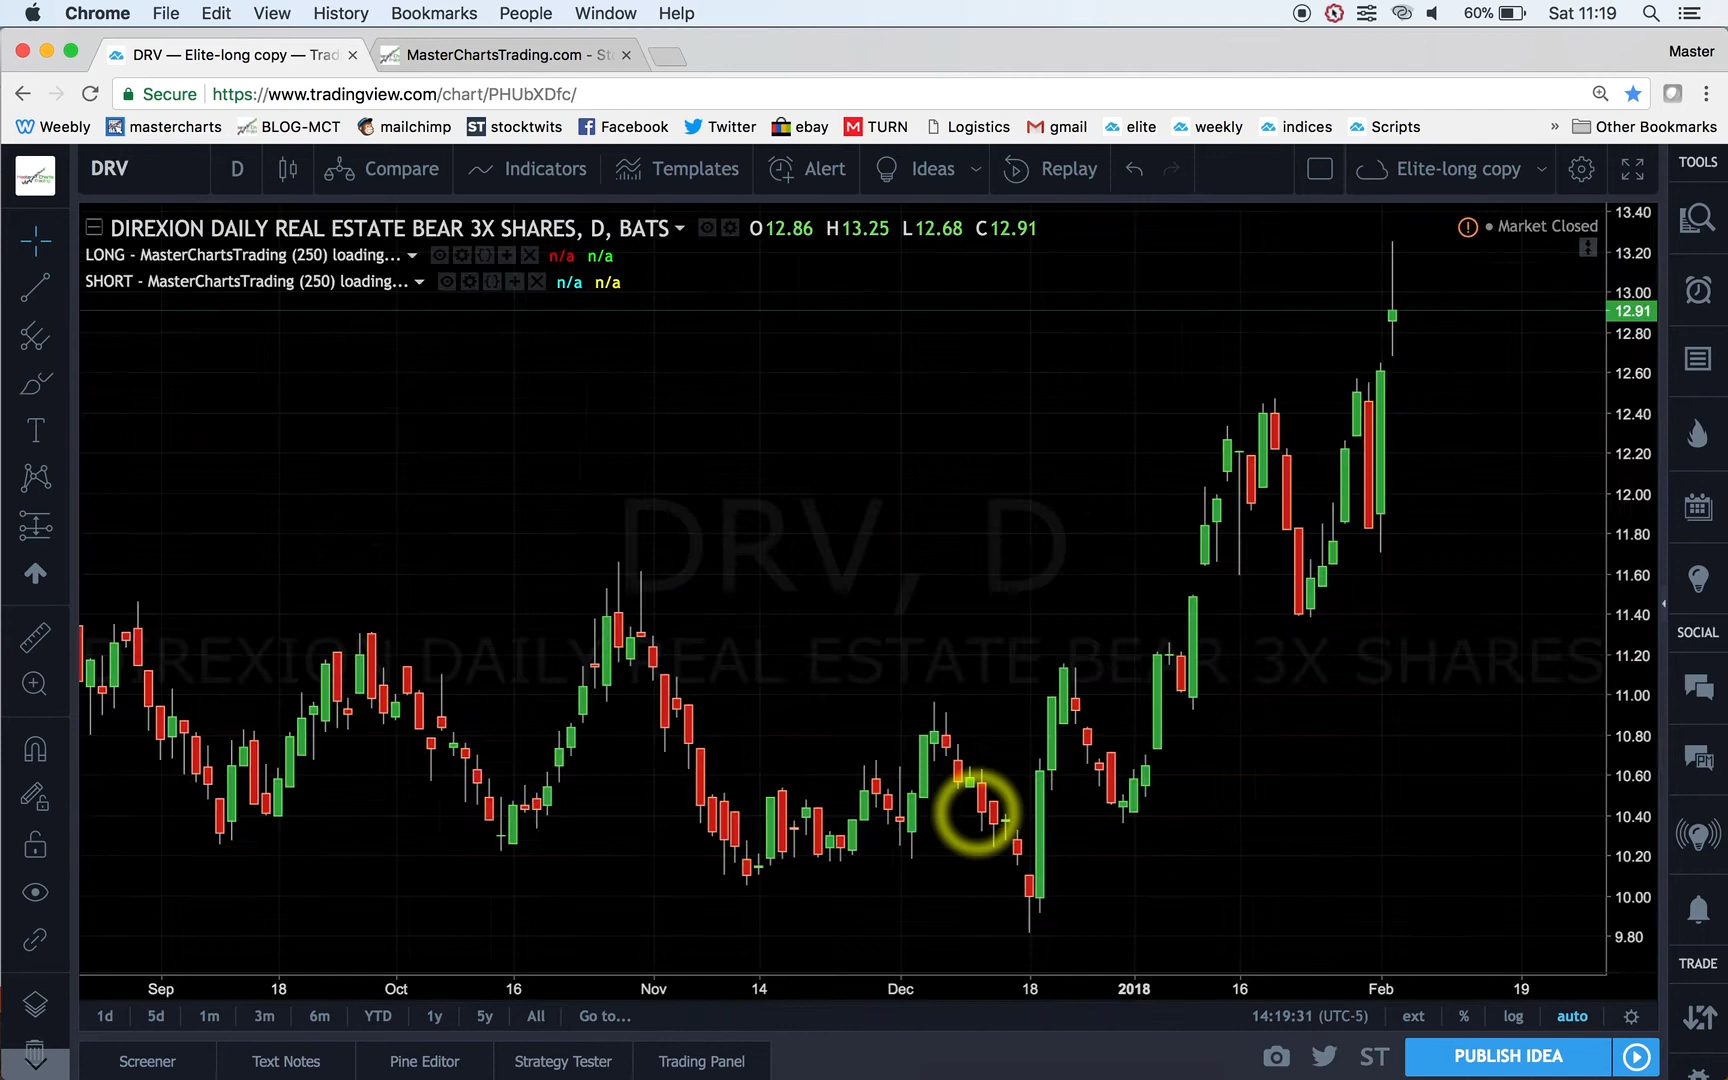 Chrome File Edit View History Bookmarks People Window Help 60% Sat 11:19
DRV — Elite-long copy — Trad MasterChartsTrading.com - St Master
Secure https://www.tradingview.com/chart/PHUbXDfc/
Weebly mastercharts BLOG-MCT mailchimp ST stocktwits Facebook Twitter ebay M TURN Logistics gmail elite weekly indices Scripts » Other Bookmarks
DRV D Compare Indicators Templates Alert Ideas Replay Elite-long copy TOOLS
DIREXION DAILY REAL ESTATE BEAR 3X SHARES, D, BATS O12.86 H13.25 L12.68 C12.91 Market Closed
LONG - MasterChartsTrading (250) loading... n/a n/a
SHORT - MasterChartsTrading (250) loading... n/a n/a
13.40
13.20
13.00
12.91
12.80
12.60
12.40
12.20
12.00
11.80
11.60
11.40
11.20
11.00
10.80
10.60
10.40
10.20
10.00
9.80
DRV, D
DIREXION DAILY REAL ESTATE BEAR 3X SHARES
SOCIAL
PM
TRADE
Sep 18 Oct 16 Nov 14 Dec 18 2018 16 Feb 19
1d 5d 1m 3m 6m YTD 1y 5y All Go to... 14:19:31 (UTC-5) ext % log auto
Screener Text Notes Pine Editor Strategy Tester Trading Panel ST PUBLISH IDEA